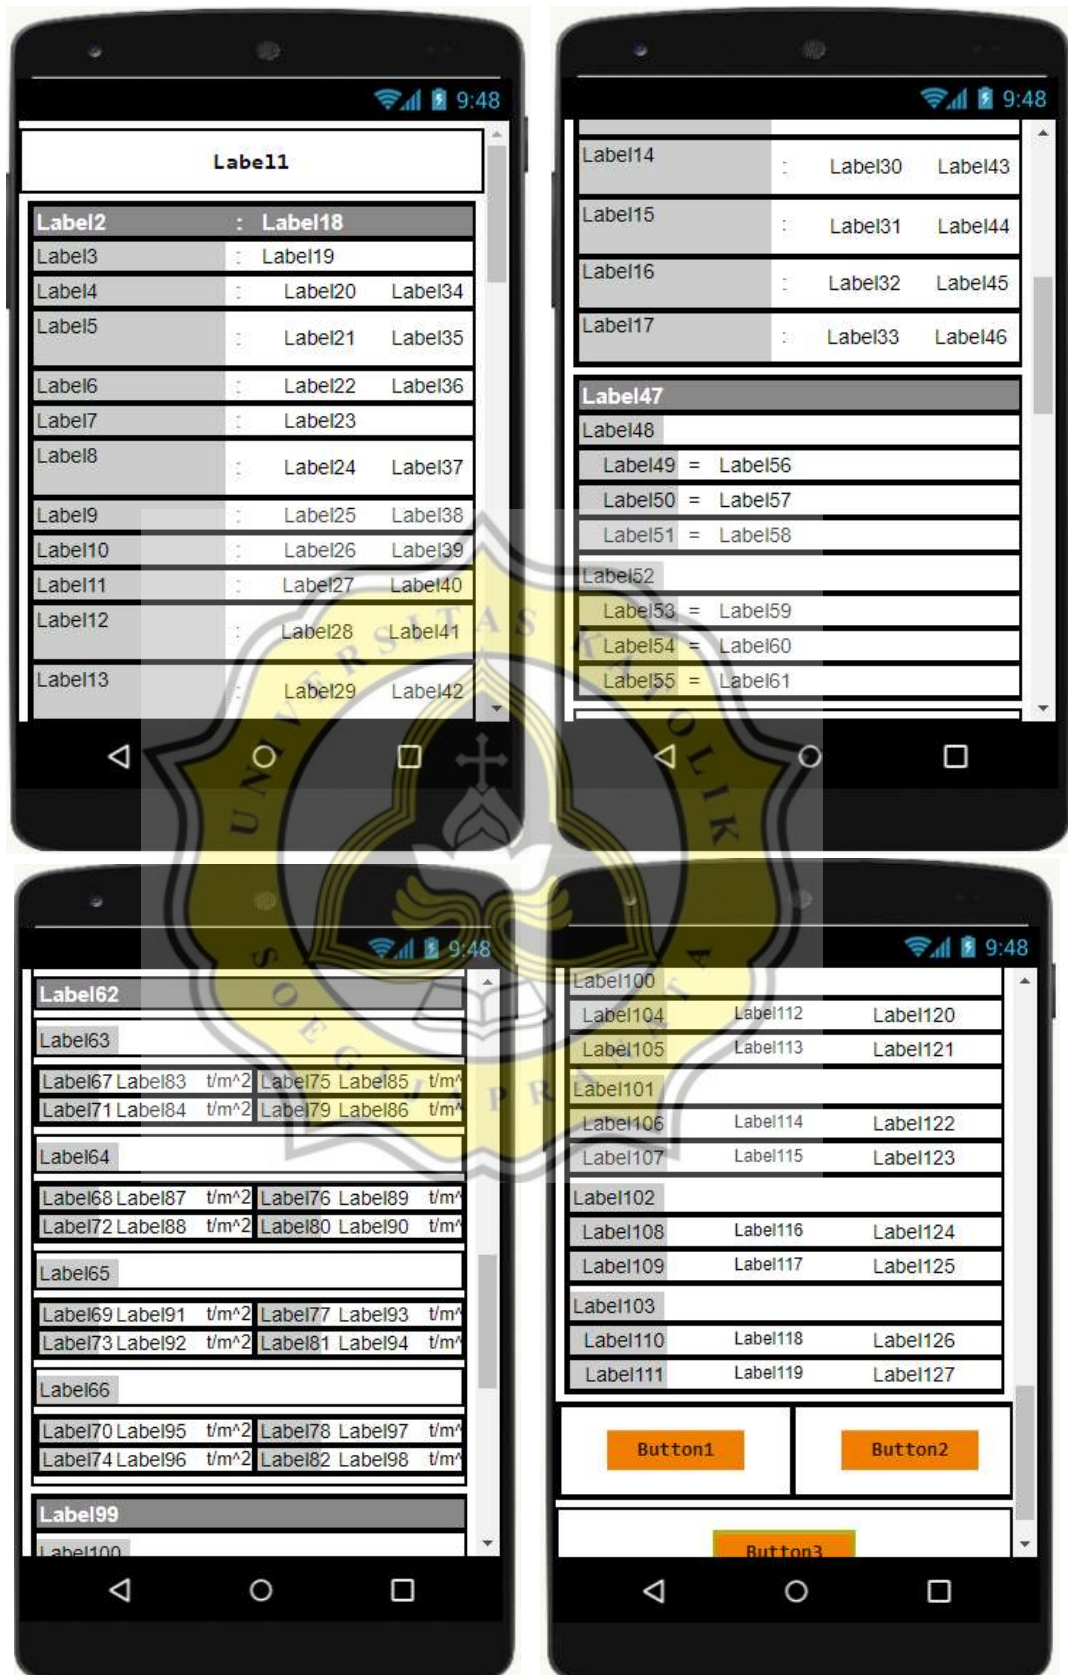 9:48
Label1
Label2 : Label18
Label3 : Label19
Label4 : Label20 Label34
Label5 : Label21 Label35
Label6 : Label22 Label36
Label7 : Label23
Label8 : Label24 Label37
Label9 : Label25 Label38
Label10 : Label26 Label39
Label11 : Label27 Label40
Label12 : Label28 Label41
Label13 : Label29 Label42
9:48
Label14 : Label30 Label43
Label15 : Label31 Label44
Label16 : Label32 Label45
Label17 : Label33 Label46
Label47
Label48
Label49 = Label56
Label50 = Label57
Label51 = Label58
Label52
Label53 = Label59
Label54 = Label60
Label55 = Label61
9:48
Label62
Label63
Label67 Label83 t/m^2 Label75 Label85 t/m^
Label71 Label84 t/m^2 Label79 Label86 t/m^
Label64
Label68 Label87 t/m^2 Label76 Label89 t/m^
Label72 Label88 t/m^2 Label80 Label90 t/m^
Label65
Label69 Label91 t/m^2 Label77 Label93 t/m^
Label73 Label92 t/m^2 Label81 Label94 t/m^
Label66
Label70 Label95 t/m^2 Label78 Label97 t/m^
Label74 Label96 t/m^2 Label82 Label98 t/m^
Label99
Label100
9:48
Label100
Label104 Label112 Label120
Label105 Label113 Label121
Label101
Label106 Label114 Label122
Label107 Label115 Label123
Label102
Label108 Label116 Label124
Label109 Label117 Label125
Label103
Label110 Label118 Label126
Label111 Label119 Label127
Button1 Button2
Button3
UNIVERSITAS KATOLIK
SOEGIJAPRANATA